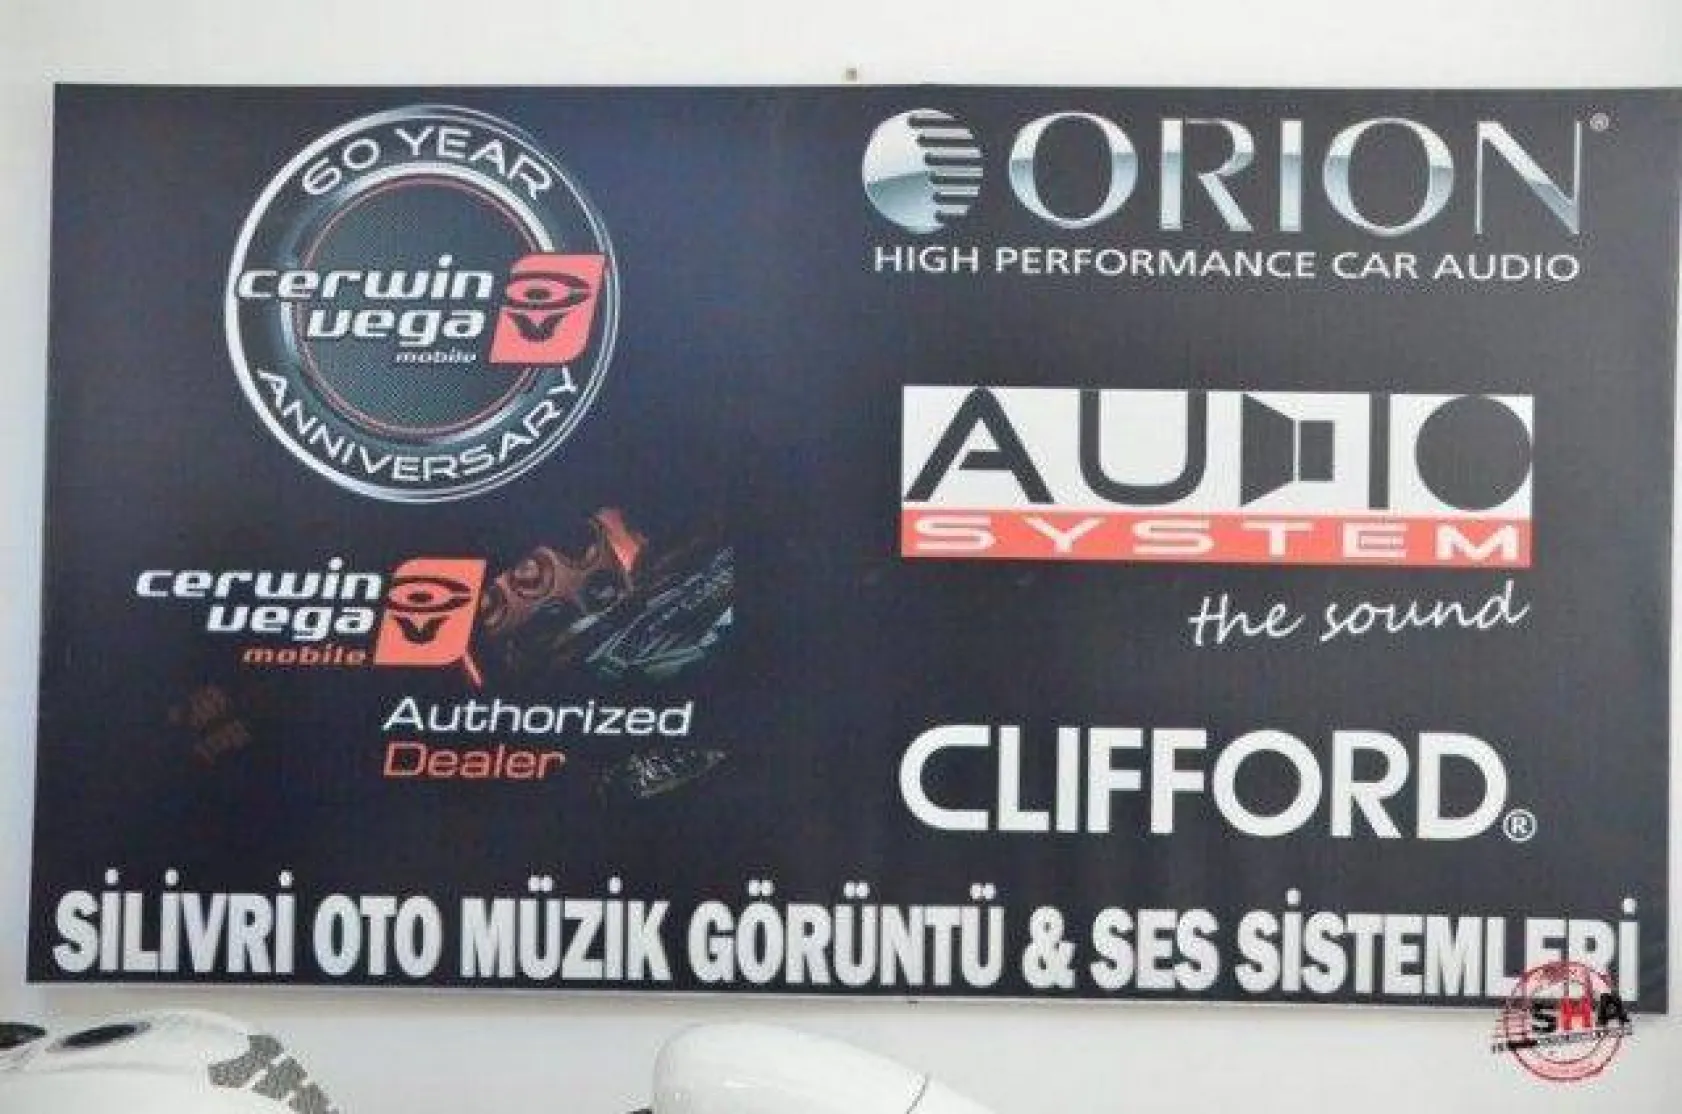 60 YEAR
cerwin
vega
mobile
ANNIVERSARY
cerwin
vega
mobile
Authorized
Dealer
ORION®
HIGH PERFORMANCE CAR AUDIO
AUDIO
SYSTEM
the sound
CLIFFORD®
SİLİVRİ OTO MÜZİK GÖRÜNTÜ & SES SİSTEMLERİ
SHA